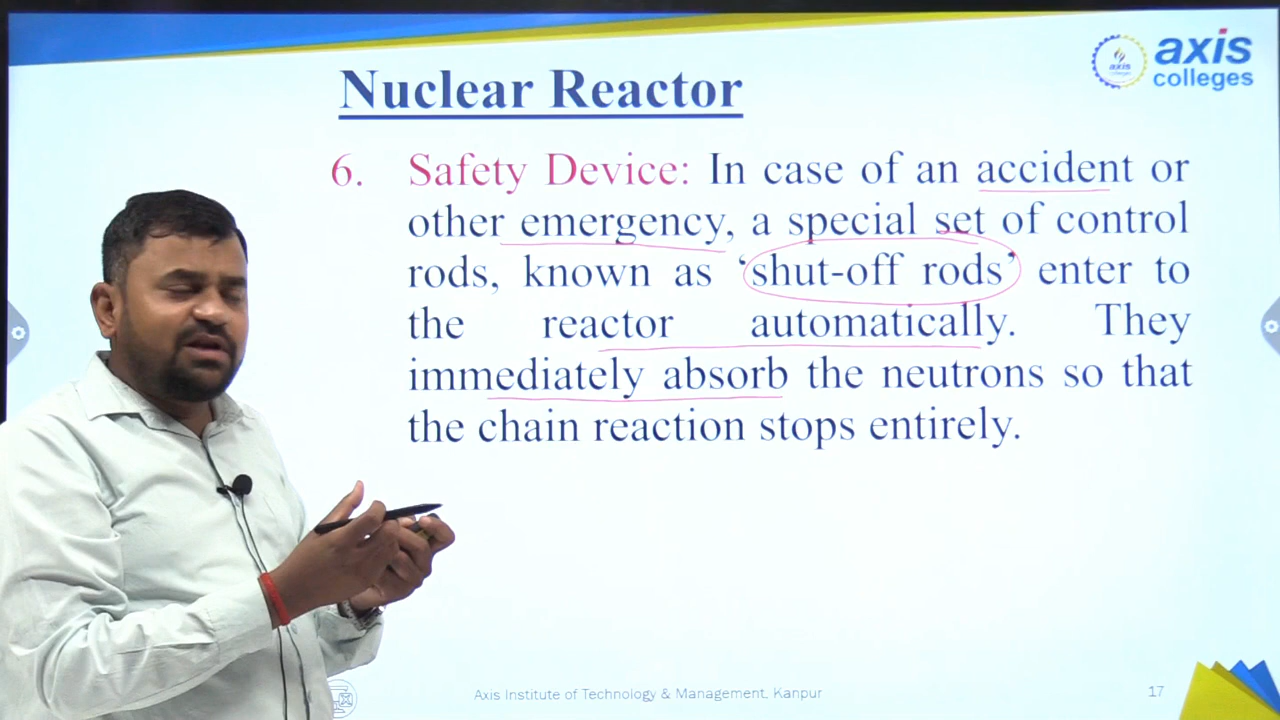 axis
colleges
axis
colleges
Nuclear Reactor
6. Safety Device: In case of an accident or
other emergency, a special set of control
rods, known as ‘shut-off rods’ enter to
the reactor automatically. They
immediately absorb the neutrons so that
the chain reaction stops entirely.
Axis Institute of Technology & Management, Kanpur
17